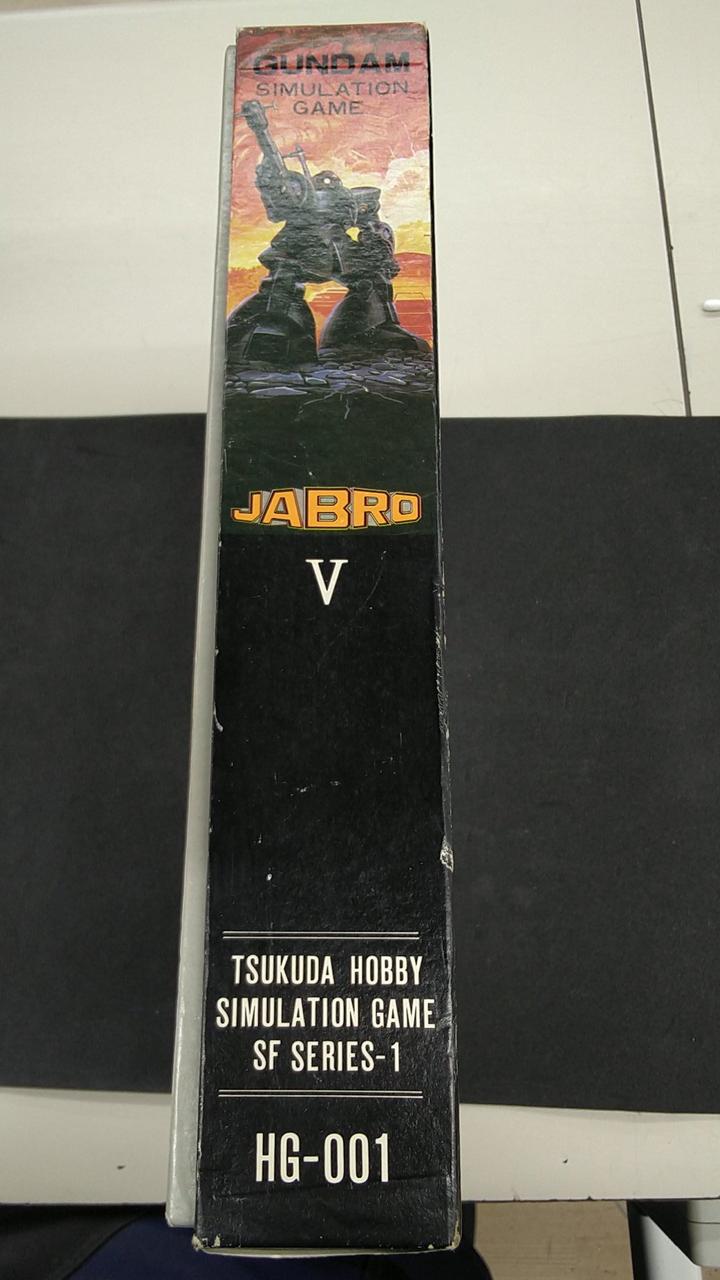 GUNDAM
SIMULATION
GAME
JABRO
V
TSUKUDA HOBBY
SIMULATION GAME
SF SERIES-1
HG-001